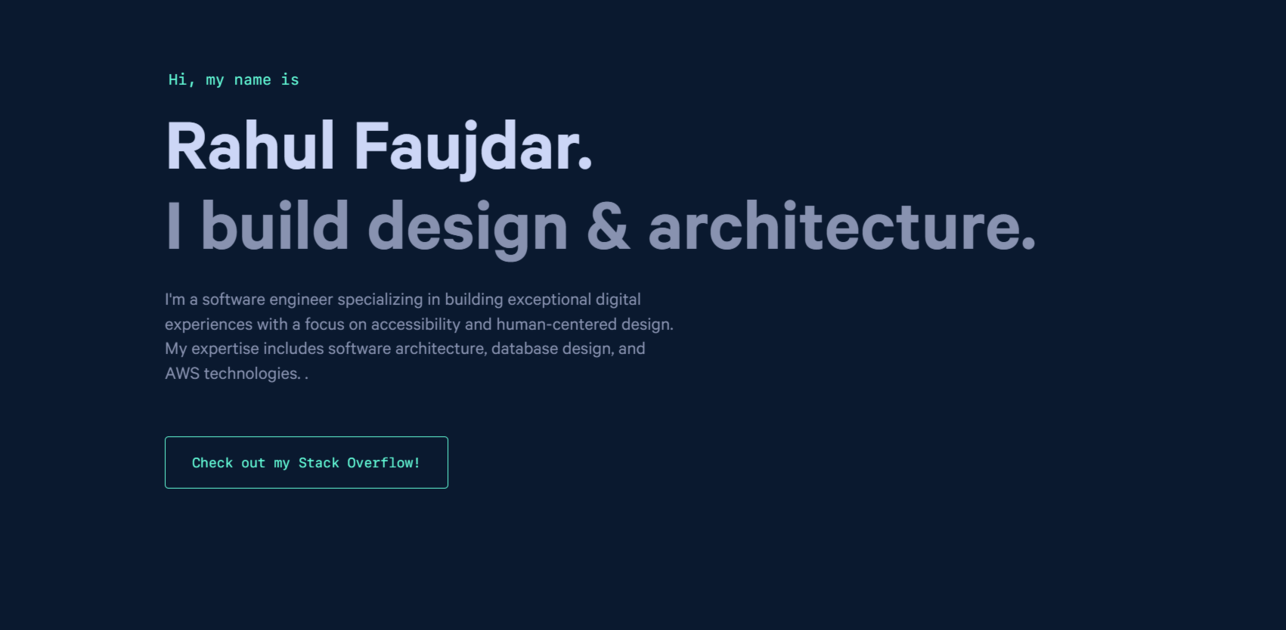 Hi, my name is
Rahul Faujdar.
I build design & architecture.
I'm a software engineer specializing in building exceptional digital
experiences with a focus on accessibility and human-centered design.
My expertise includes software architecture, database design, and
AWS technologies. .
Check out my Stack Overflow!